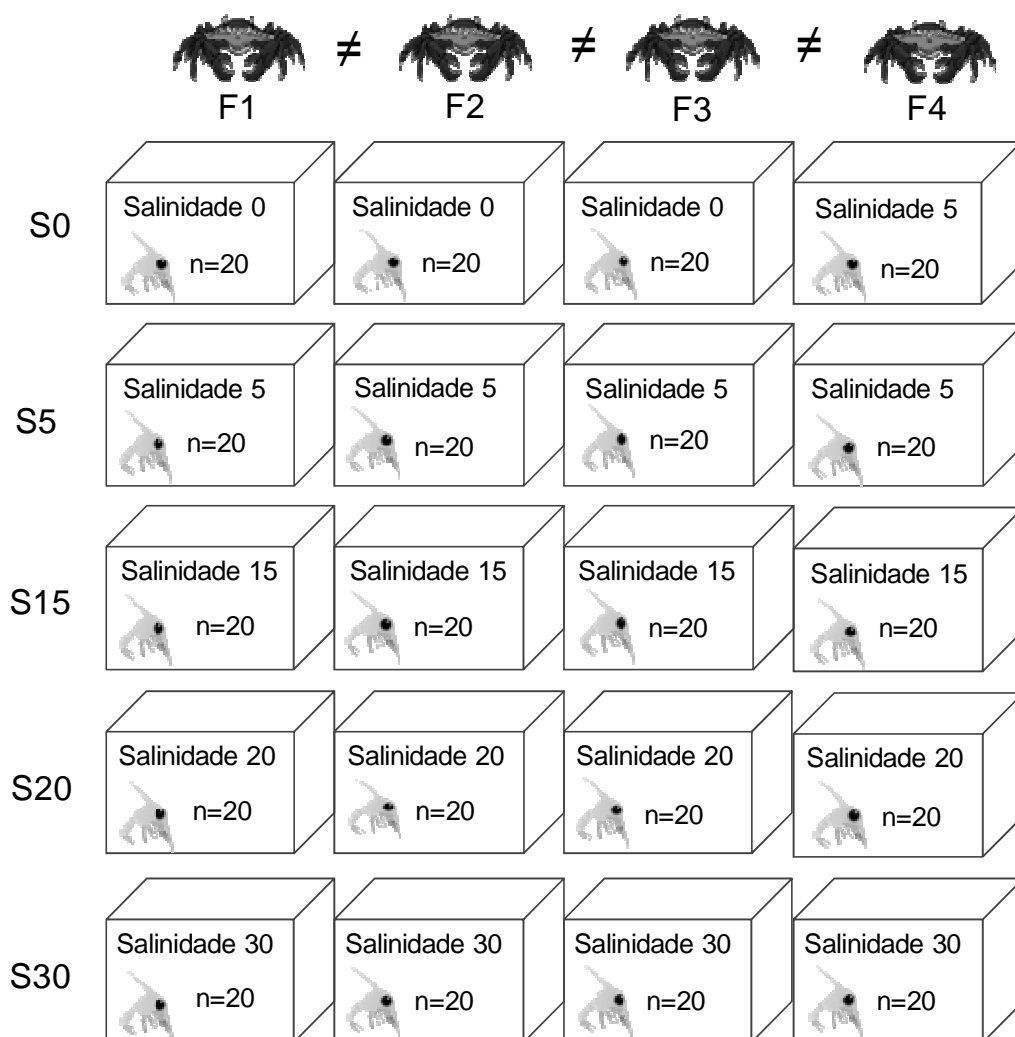 ≠ ≠ ≠
F1 F2 F3 F4
S0
Salinidade 0 Salinidade 0 Salinidade 0 Salinidade 5
n=20 n=20 n=20 n=20
S5
Salinidade 5 Salinidade 5 Salinidade 5 Salinidade 5
n=20 n=20 n=20 n=20
S15
Salinidade 15 Salinidade 15 Salinidade 15 Salinidade 15
n=20 n=20 n=20 n=20
S20
Salinidade 20 Salinidade 20 Salinidade 20 Salinidade 20
n=20 n=20 n=20 n=20
S30
Salinidade 30 Salinidade 30 Salinidade 30 Salinidade 30
n=20 n=20 n=20 n=20